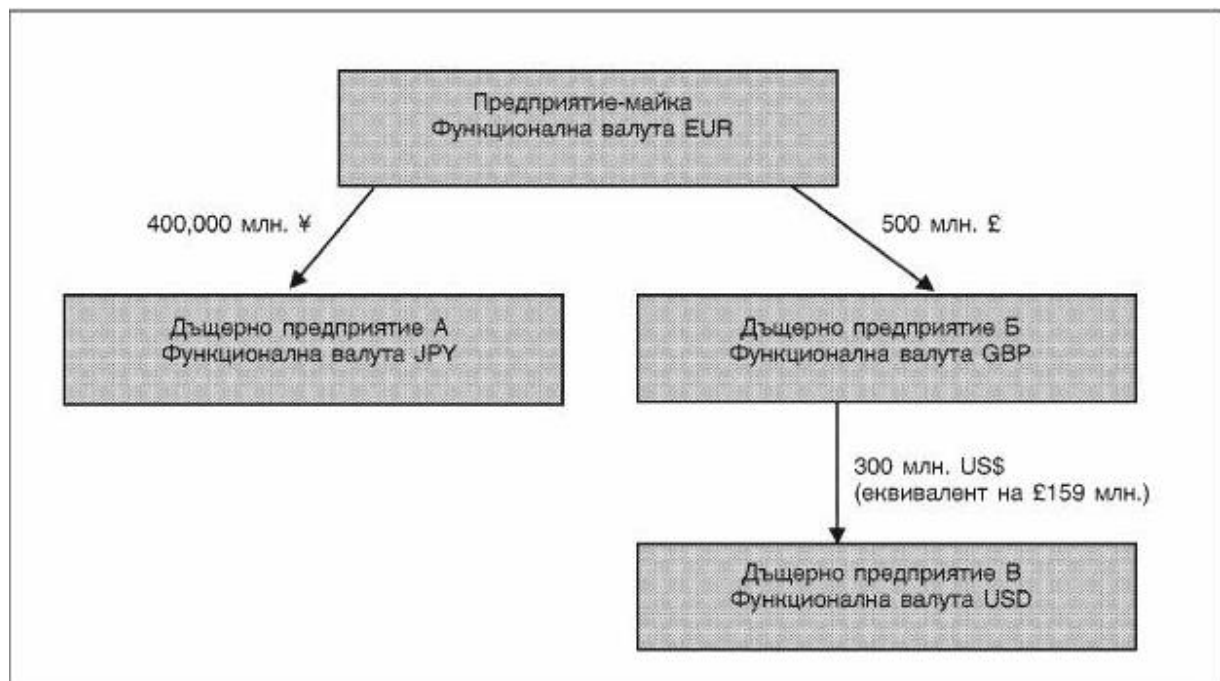 Предприятие-майка
Функционална валута EUR
400,000 млн. ¥
500 млн. £
Дъщерно предприятие А
Функционална валута JPY
Дъщерно предприятие Б
Функционална валута GBP
300 млн. US$
(еквивалент на £159 млн.)
Дъщерно предприятие В
Функционална валута USD